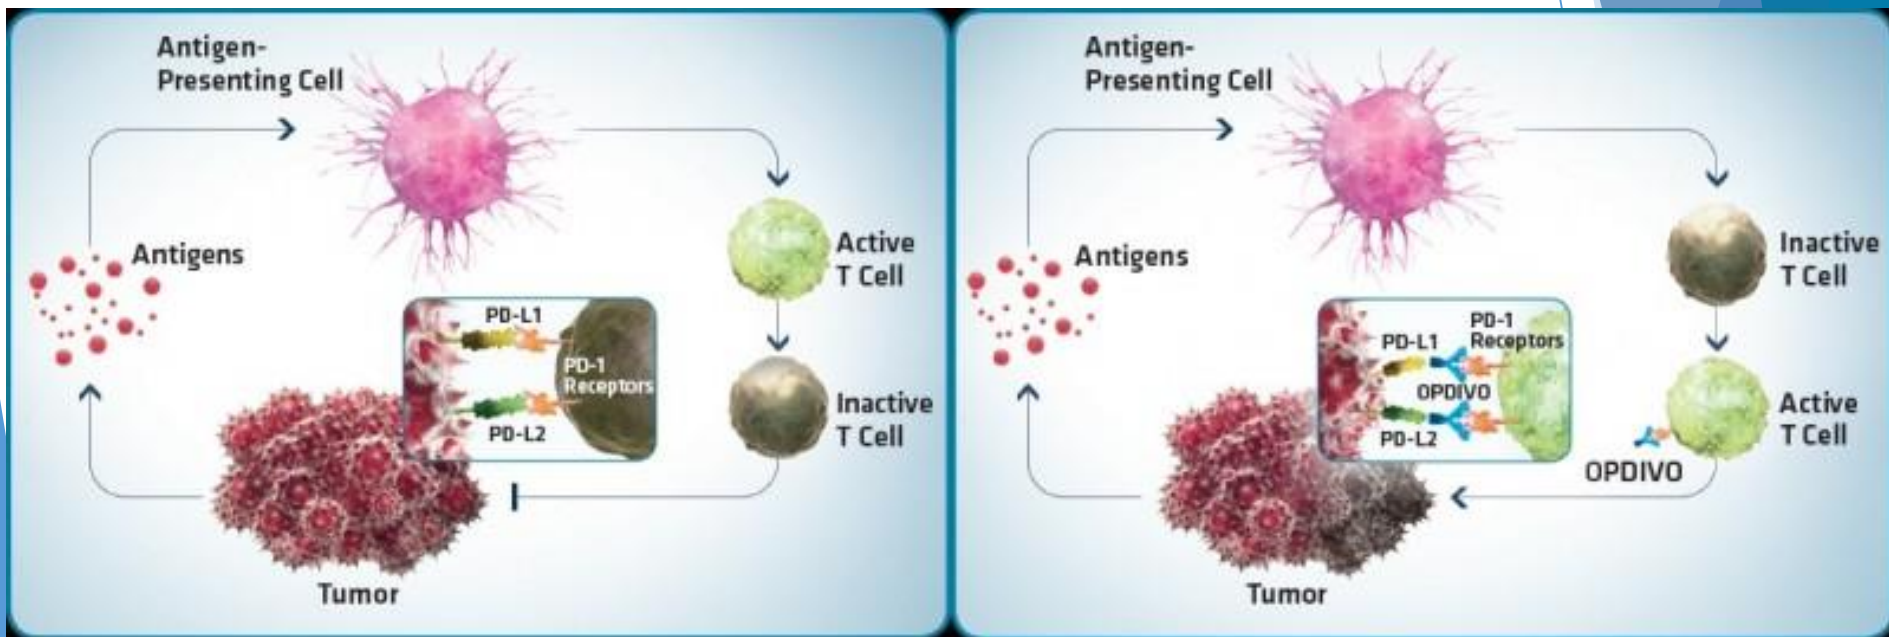 Antigen-
Presenting Cell
Antigens
Active
T Cell
PD-L1
PD-1
Receptors
PD-L2
Inactive
T Cell
Tumor
Antigen-
Presenting Cell
Antigens
Inactive
T Cell
PD-1
Receptors
PD-L1
OPDIVO
PD-L2
Active
T Cell
OPDIVO
Tumor